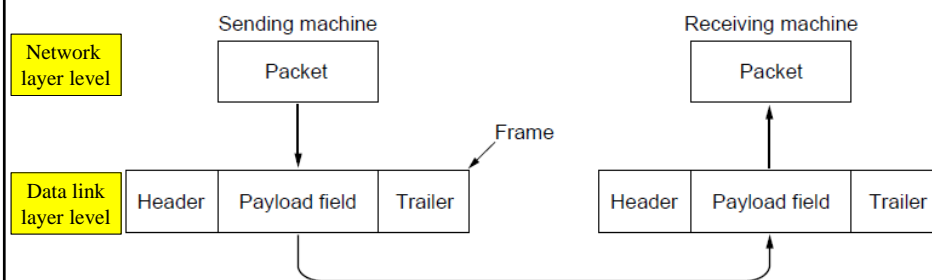 Sending machine
Receiving machine
Network
layer level
Packet
Packet
Frame
Data link
layer level
Header
Payload field
Trailer
Header
Payload field
Trailer